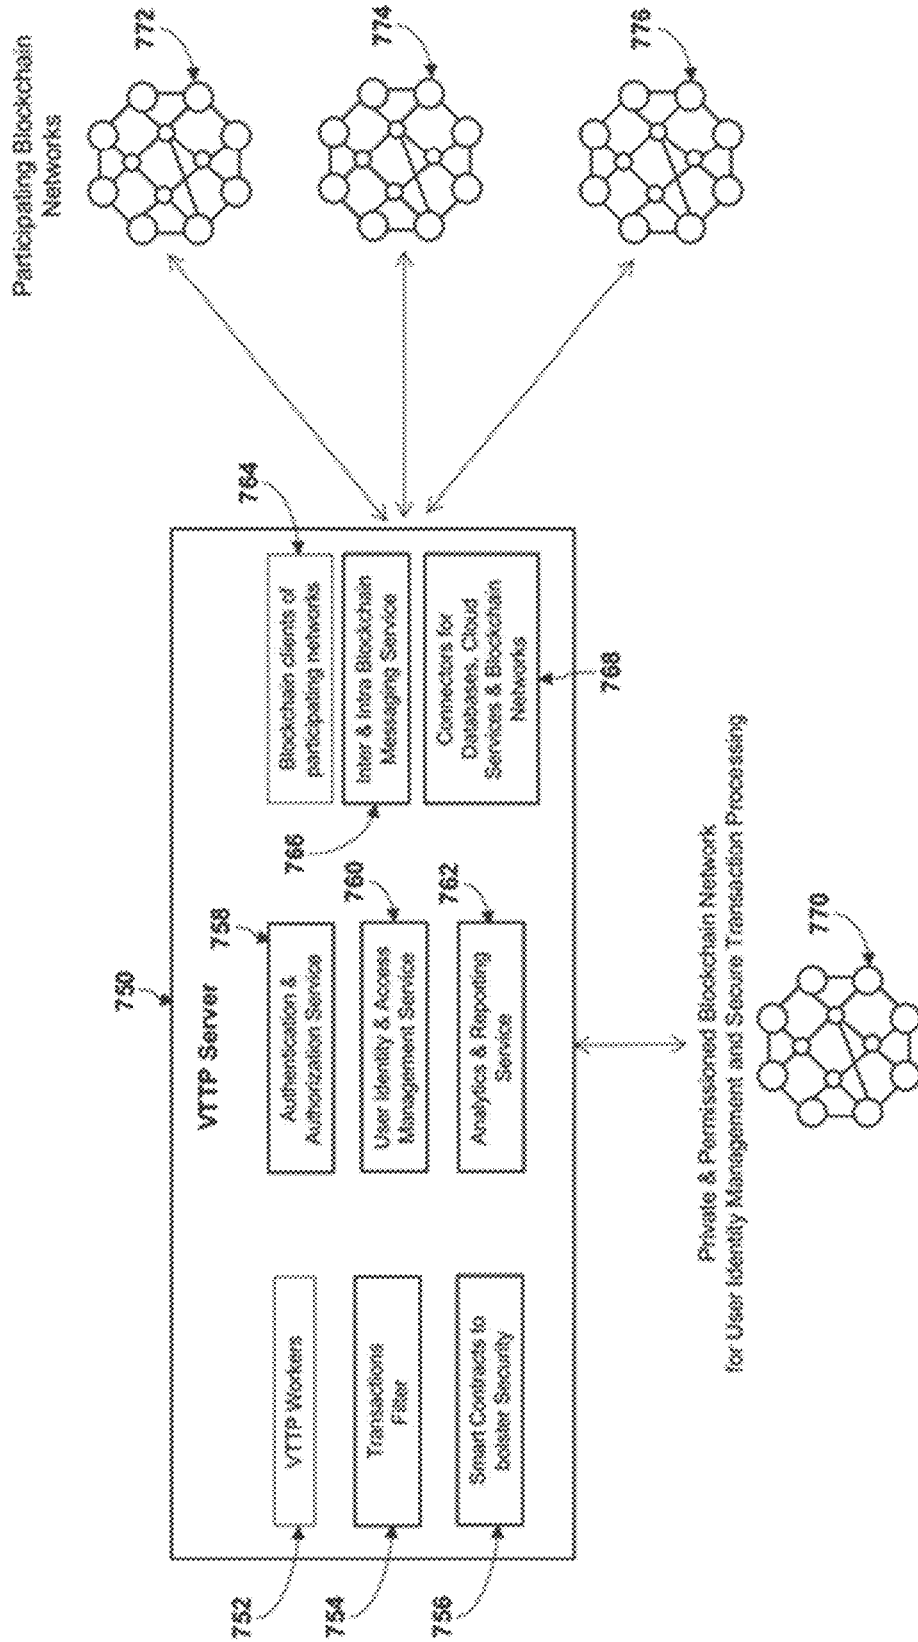 Participating Blockchain
Networks
772
774
776
764
750
VTTP Server
752
VTTP Workers
754
Transactions
Filter
756
Smart Contracts to
bolster Security
758
Authentication &
Authorization Service
760
User Identity & Access
Management Service
762
Analytics & Reporting
Service
Blockchain clients of
participating networks
766
Inter & Intra Blockchain
Messaging Service
Connectors for
Databases, Cloud
Services & Blockchain
Networks
768
Private & Permissioned Blockchain Network
for User Identity Management and Secure Transaction Processing
770